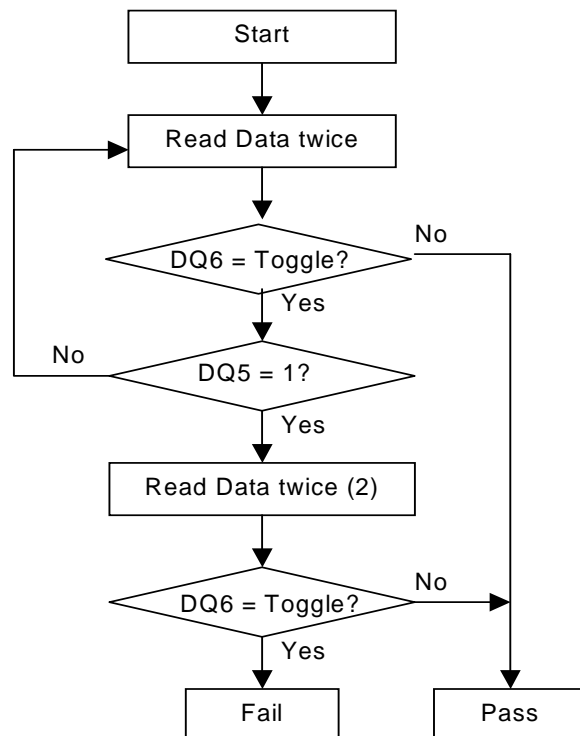 Start
Read Data twice
DQ6 = Toggle?
No
Yes
No
DQ5 = 1?
Yes
Read Data twice (2)
DQ6 = Toggle?
No
Yes
Fail
Pass